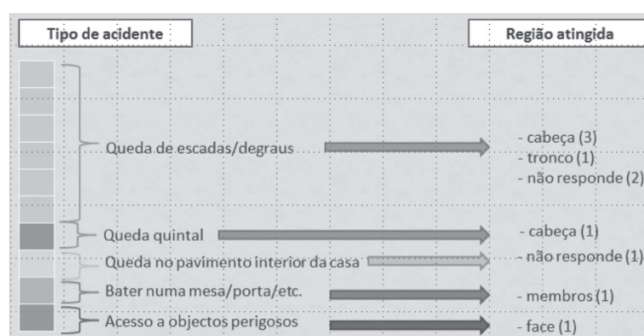 Tipo de acidente Região atingida
Queda de escadas/degraus
- cabeça (3)
- tronco (1)
- não responde (2)
Queda quintal - cabeça (1)
Queda no pavimento interior da casa - não responde (1)
Bater numa mesa/porta/etc. - membros (1)
Acesso a objectos perigosos - face (1)